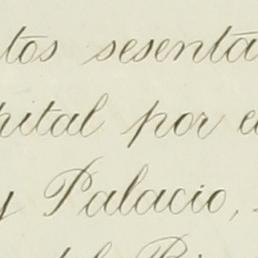 tos sesenta
pital por e
y Palacio,